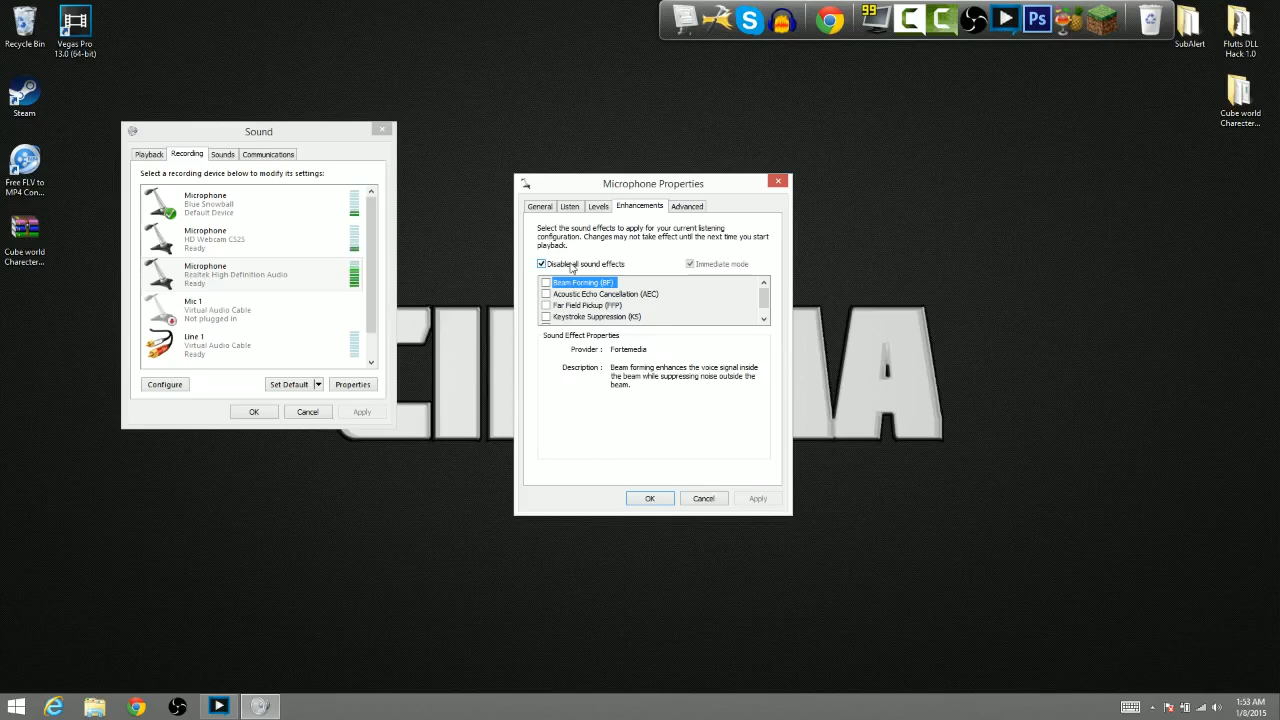 Recycle Bin
Vegas Pro
13.0 (64-bit)
Steam
Free FLV to
MP4 Con...
Cube world
Charecter...
99
Ps
SubAlert
Flutts DLL
Hack 1.0
Cube world
Charecter...
Sound
Playback
Recording
Sounds
Communications
Select a recording device below to modify its settings:
Microphone
Blue Snowball
Default Device
Microphone
HD Webcam C525
Ready
Microphone
Realtek High Definition Audio
Ready
Mic 1
Virtual Audio Cable
Not plugged in
Line 1
Virtual Audio Cable
Ready
Configure
Set Default
Properties
OK
Cancel
Apply
Microphone Properties
General
Listen
Levels
Enhancements
Advanced
Select the sound effects to apply for your current listening
configuration. Changes may not take effect until the next time you start
playback.
Disable all sound effects
Immediate mode
Beam Forming (BF)
Acoustic Echo Cancellation (AEC)
Far Field Pickup (FFP)
Keystroke Suppression (KS)
Sound Effect Properties
Provider : Fortemedia
Description : Beam forming enhances the voice signal inside
the beam while suppressing noise outside the
beam.
OK
Cancel
Apply
1:53 AM
1/8/2015